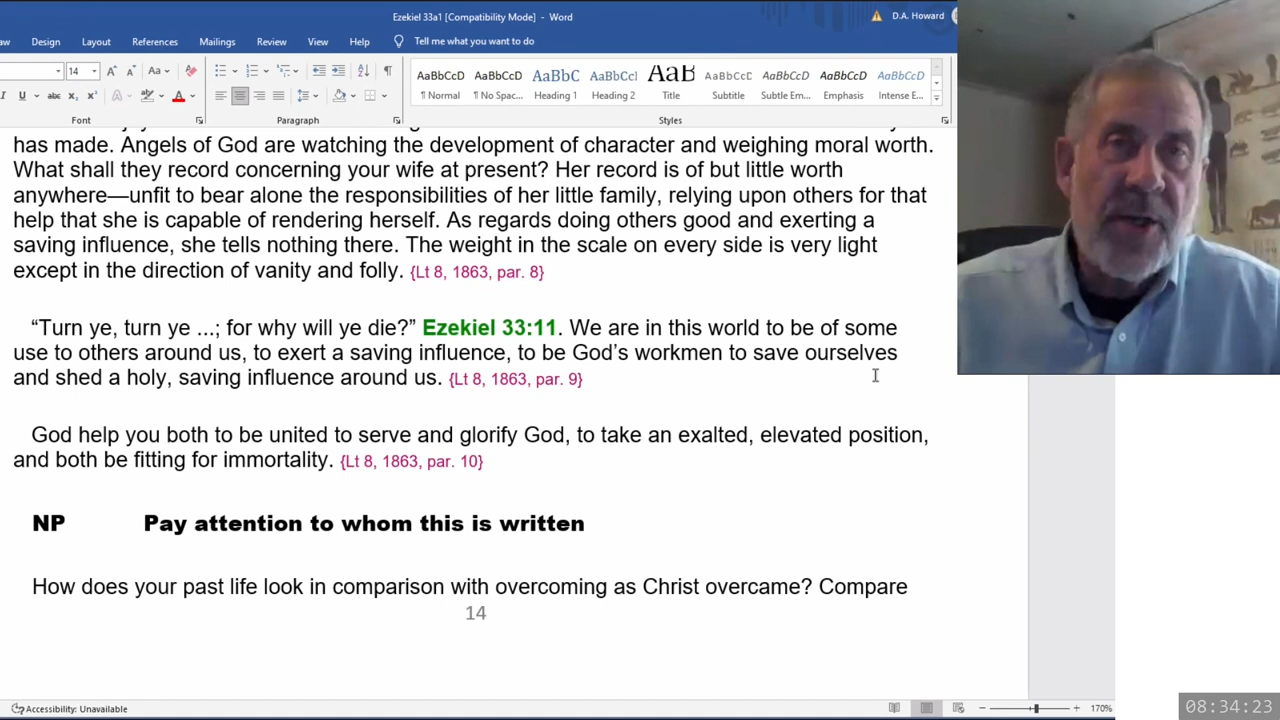 Ezekiel 33a1 [Compatibility Mode] - Word
D.A. Howard
Design Layout References Mailings Review View Help Tell me what you want to do
14 Aa
AaBbCcD AaBbCcD AaBbC AaBbCcI AaB AaBbCcD AaBbCcD AaBbCcD AaBbCcD
¶ Normal ¶ No Spac... Heading 1 Heading 2 Title Subtitle Subtle Em... Emphasis Intense E...
Font Paragraph Styles
has made. Angels of God are watching the development of character and weighing moral worth.
What shall they record concerning your wife at present? Her record is of but little worth
anywhere—unfit to bear alone the responsibilities of her little family, relying upon others for that
help that she is capable of rendering herself. As regards doing others good and exerting a
saving influence, she tells nothing there. The weight in the scale on every side is very light
except in the direction of vanity and folly. {Lt 8, 1863, par. 8}
“Turn ye, turn ye ...; for why will ye die?” Ezekiel 33:11. We are in this world to be of some
use to others around us, to exert a saving influence, to be God’s workmen to save ourselves
and shed a holy, saving influence around us. {Lt 8, 1863, par. 9}
God help you both to be united to serve and glorify God, to take an exalted, elevated position,
and both be fitting for immortality. {Lt 8, 1863, par. 10}
NP Pay attention to whom this is written
How does your past life look in comparison with overcoming as Christ overcame? Compare
14
Accessibility: Unavailable
170%
08:34:23